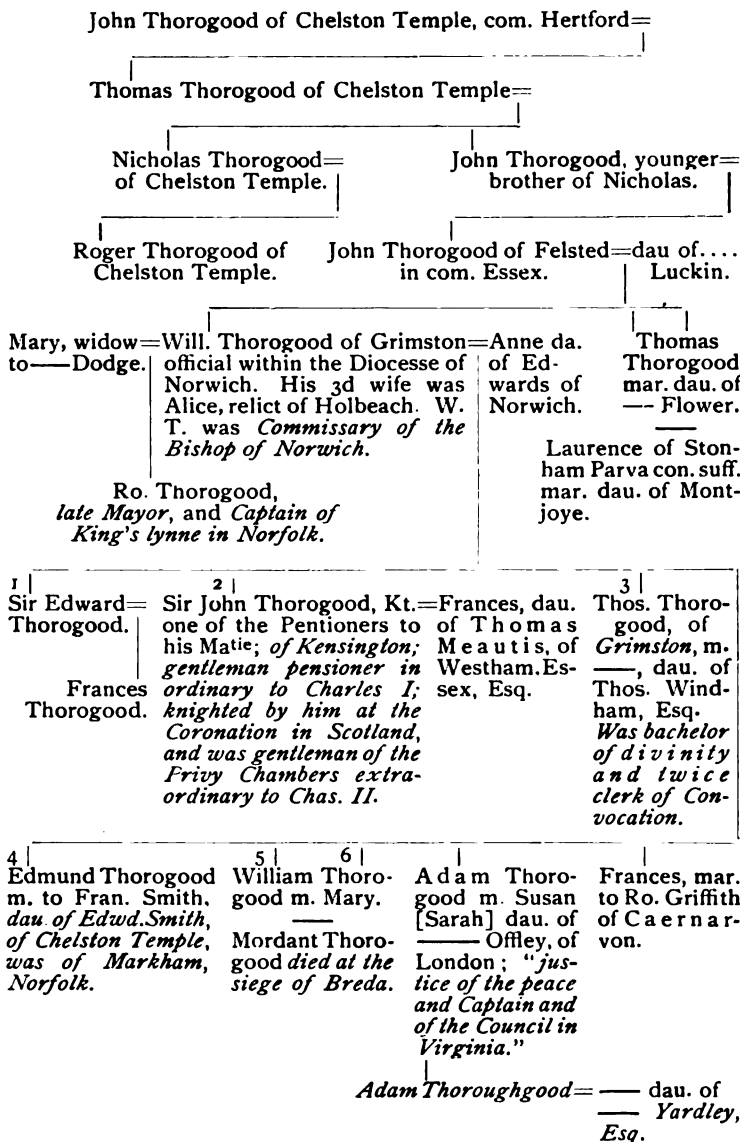 John Thorogood of Chelston Temple, com. Hertford=
Thomas Thorogood of Chelston Temple=
Nicholas Thorogood=
of Chelston Temple.
John Thorogood, younger=
brother of Nicholas.
Roger Thorogood of
Chelston Temple.
John Thorogood of Felsted=dau of....
in com. Essex. Luckin.
Mary, widow=
to——Dodge.
Will. Thorogood of Grimston=
official within the Diocesse of
Norwich. His 3d wife was
Alice, relict of Holbeach. W.
T. was Commissary of the
Bishop of Norwich.
Anne da.
of Ed-
wards of
Norwich.
Thomas
Thorogood
mar. dau. of
—- Flower.
——
Laurence of Ston-
ham Parva con. suff.
mar. dau. of Mont-
joye.
Ro. Thorogood,
late Mayor, and Captain of
King's lynne in Norfolk.
1
Sir Edward=
Thorogood.
Frances
Thorogood.
2
Sir John Thorogood, Kt.=
one of the Pentioners to
his Matie; of Kensington;
gentleman pensioner in
ordinary to Charles I;
knighted by him at the
Coronation in Scotland,
and was gentleman of the
Privy Chambers extra-
ordinary to Chas. II.
Frances, dau.
of Thomas
Meautis, of
Westham.Es-
sex, Esq.
3
Thos. Thoro-
good, of
Grimston, m.
——, dau. of
Thos. Wind-
ham, Esq.
Was bachelor
of divinity
and twice
clerk of Con-
vocation.
4
Edmund Thorogood
m. to Fran. Smith,
dau. of Edwd.Smith,
of Chelston Temple,
was of Markham,
Norfolk.
5 6
William Thoro-
good m. Mary.
——
Mordant Thoro-
good died at the
siege of Breda.
Adam Thoro-
good m. Susan
[Sarah] dau. of
—— Offley, of
London; "jus-
tice of the peace
and Captain and
of the Council in
Virginia."
Frances, mar.
to Ro. Griffith
of Caernar-
von.
Adam Thoroughgood= —— dau. of
—— Yardley,
Esq.